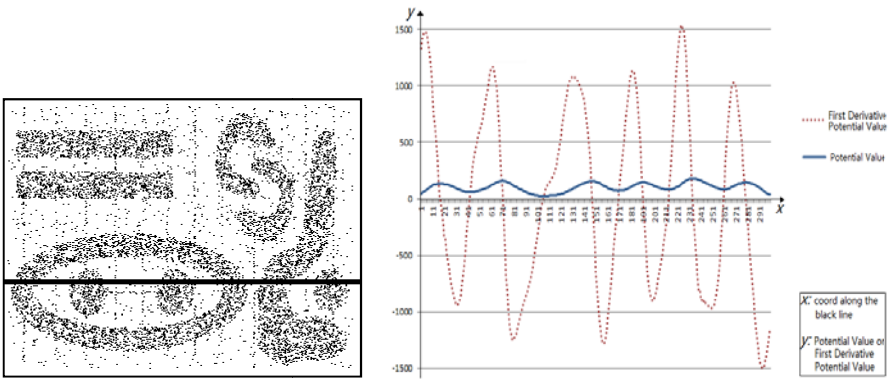 y
1500
1000
500
0
-500
-1000
-1500
1 11 21 31 41 51 61 71 81 91 101 111 121 131 141 151 161 171 181 191 201 211 221 231 241 251 261 271 281 291
x
First Derivative
Potential Value
Potential Value
x: coord along the
black line
y: Potential Value or
First Derivative
Potential Value